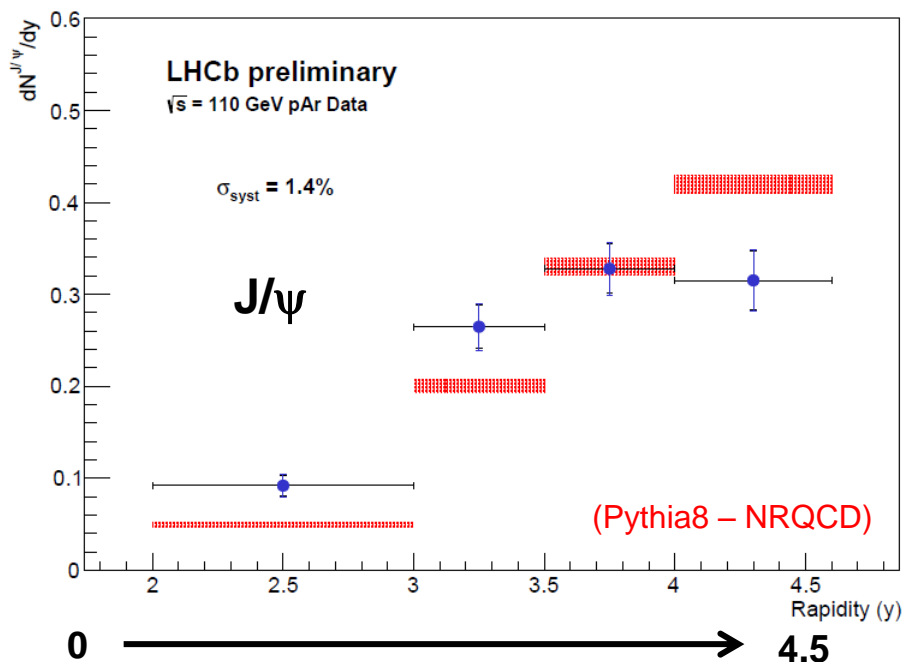 0.6
LHCb preliminary
√s = 110 GeV pAr Data
dN^{J/ψ}/dy
0.5
σ_{syst} = 1.4%
0.4
J/ψ
0.3
0.2
0.1
(Pythia8 – NRQCD)
0
2 2.5 3 3.5 4 4.5
Rapidity (y)
0 4.5